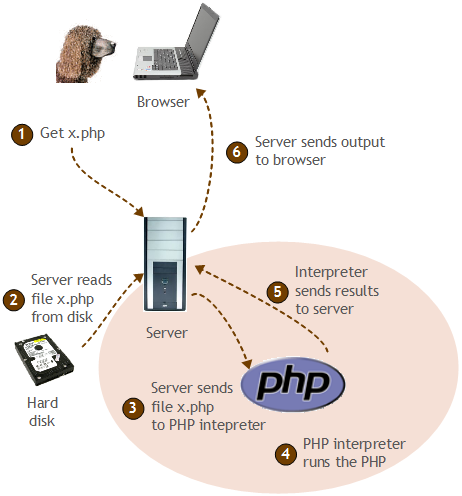 Browser
1 Get x.php
6 Server sends output
to browser
2 Server reads
file x.php
from disk
Server
5 Interpreter
sends results
to server
Hard
disk
3 Server sends
file x.php
to PHP intepreter
php
4 PHP interpreter
runs the PHP